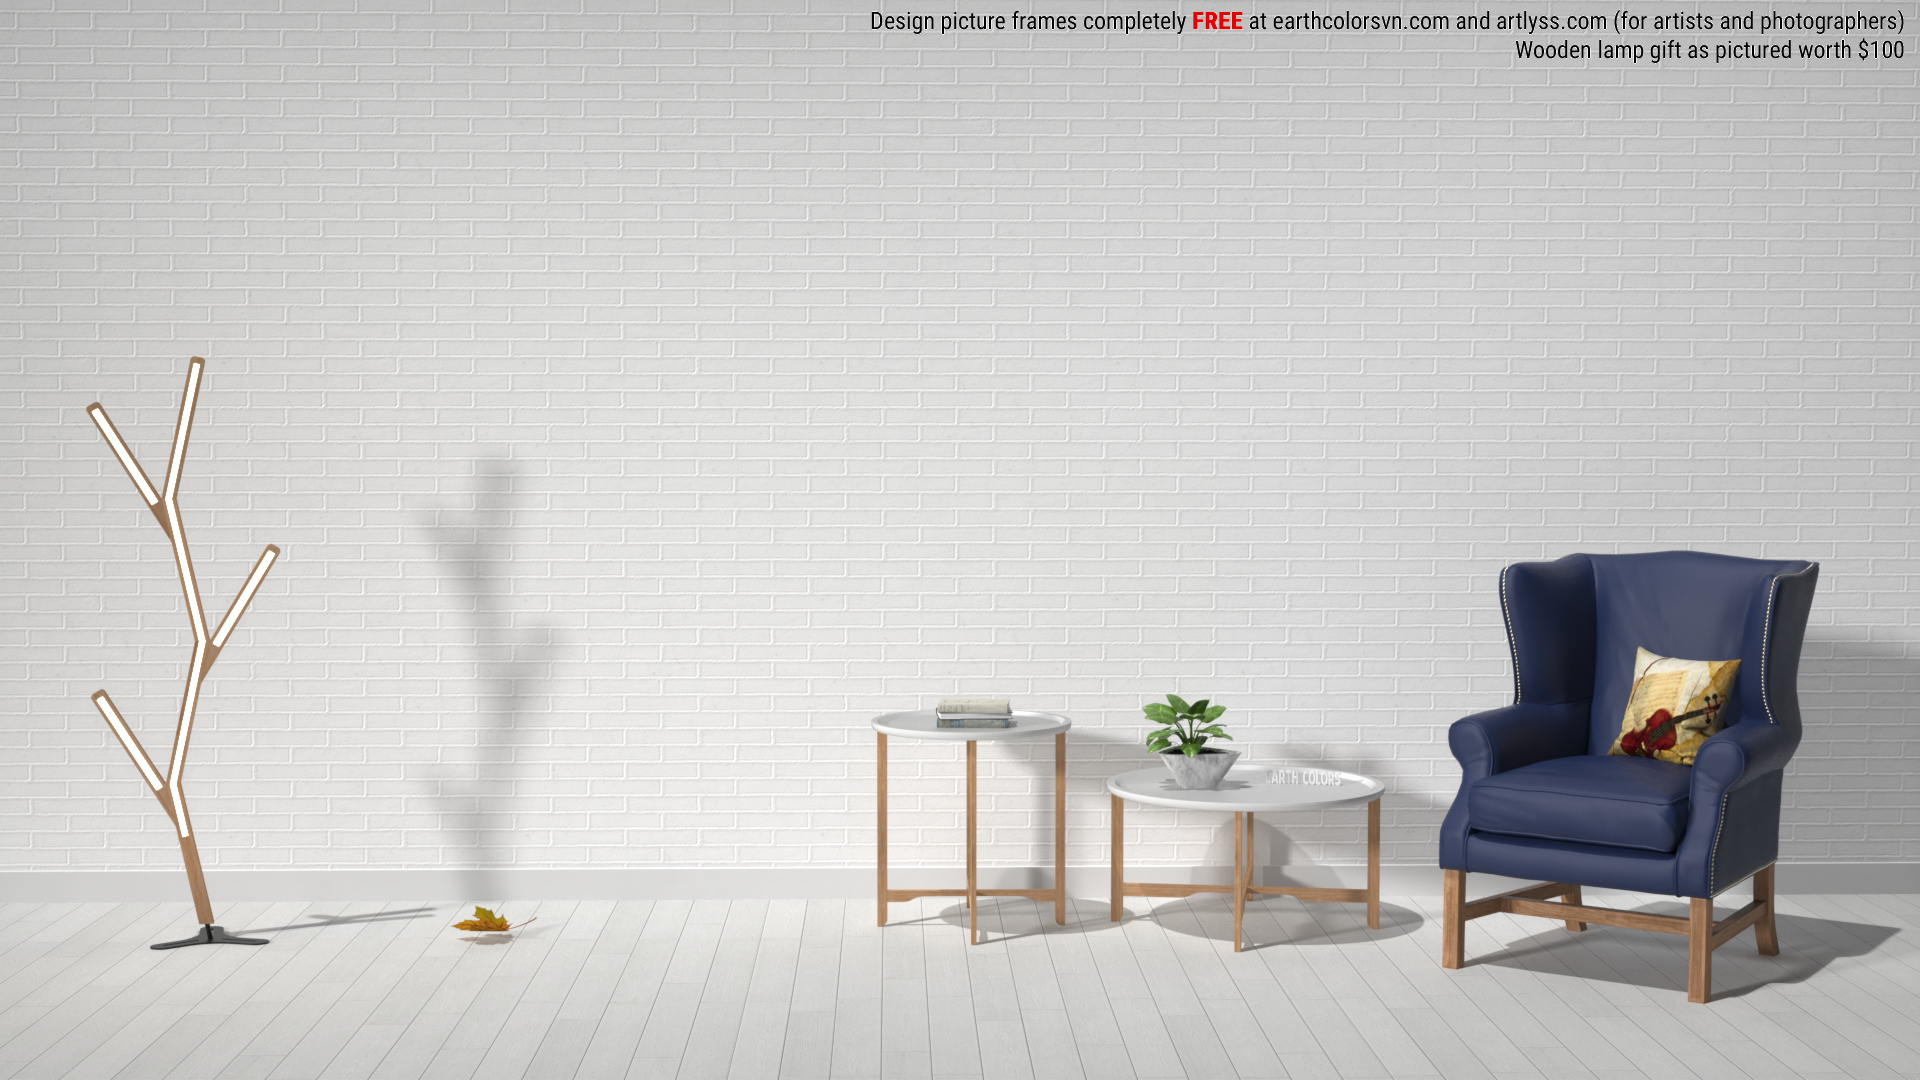 Design picture frames completely FREE at earthcolorsvn.com and artlyss.com (for artists and photographers)
Wooden lamp gift as pictured worth $100
EARTH COLORS